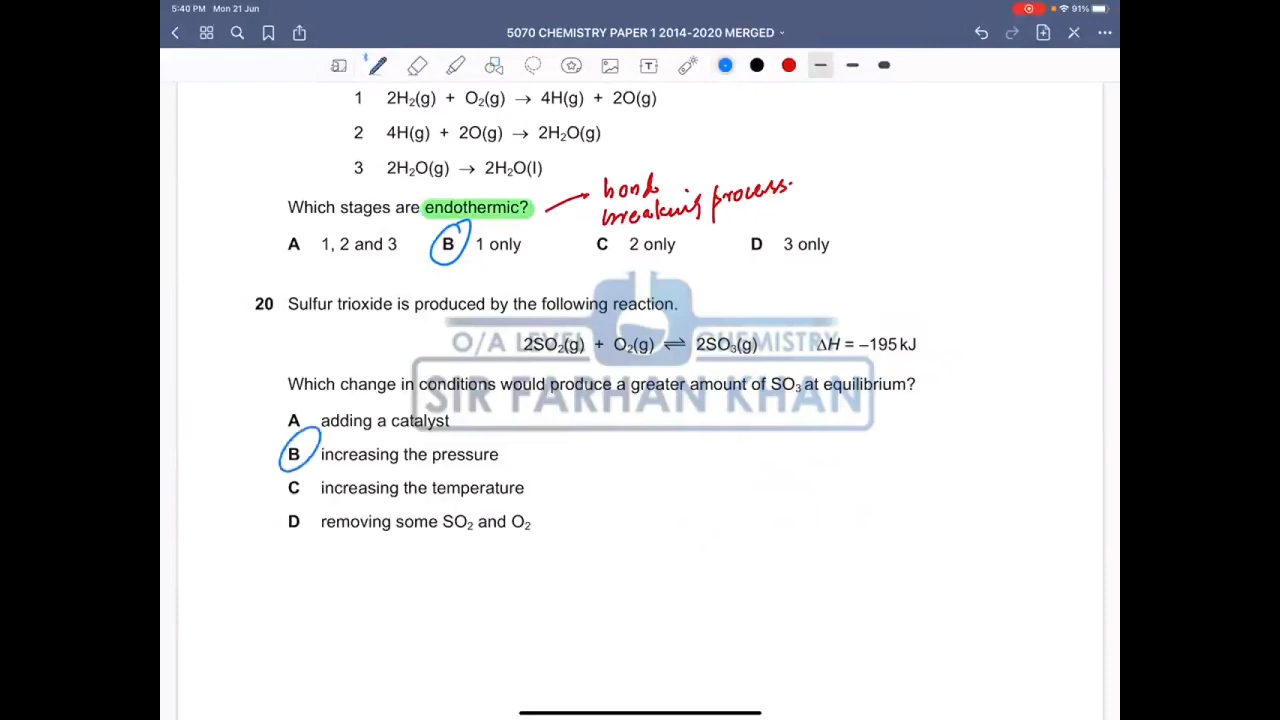 5:40 PM Mon 21 Jun
91%
5070 CHEMISTRY PAPER 1 2014-2020 MERGED
1 2H₂(g) + O₂(g) → 4H(g) + 2O(g)
2 4H(g) + 2O(g) → 2H₂O(g)
3 2H₂O(g) → 2H₂O(l)
bond
breaking process.
Which stages are endothermic?
A 1, 2 and 3 B 1 only C 2 only D 3 only
20 Sulfur trioxide is produced by the following reaction.
O/A LEVEL CHEMISTRY
2SO₂(g) + O₂(g) ⇌ 2SO₃(g) ΔH = –195 kJ
Which change in conditions would produce a greater amount of SO₃ at equilibrium?
SIR FARHAN KHAN
A adding a catalyst
B increasing the pressure
C increasing the temperature
D removing some SO₂ and O₂